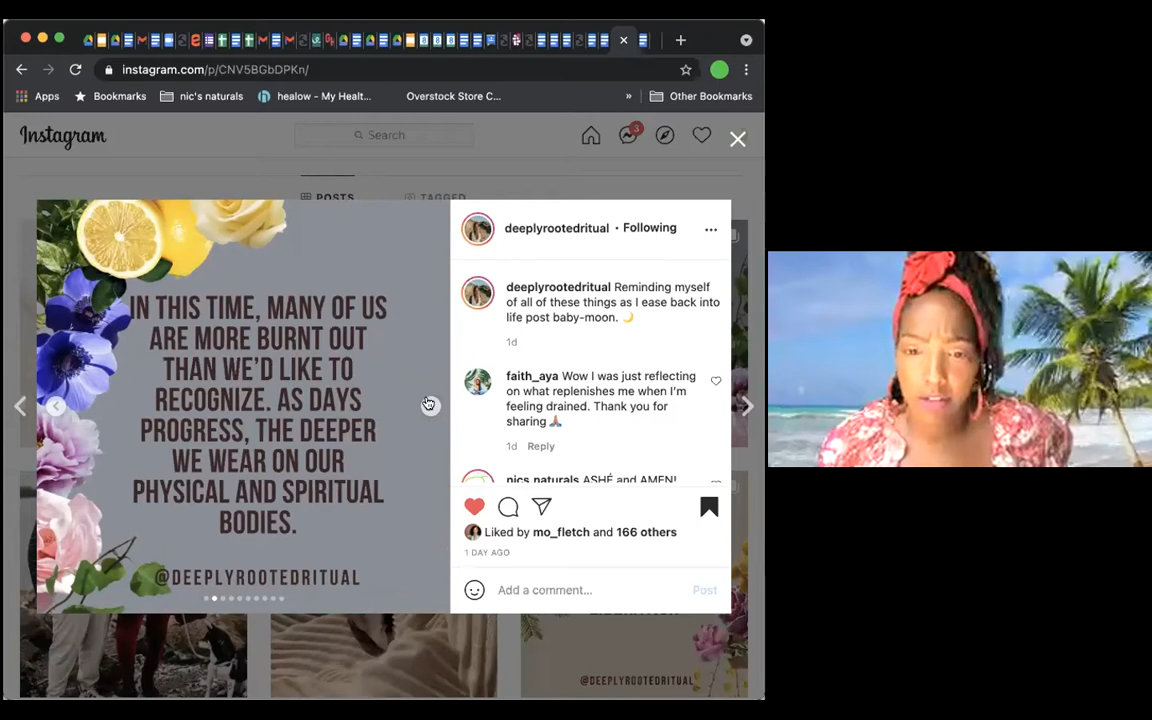 instagram.com/p/CNV5BGbDPKn/
Apps
Bookmarks
nic's naturals
healow - My Healt...
Overstock Store C...
»
Other Bookmarks
Instagram
Search
3
POSTS
TAGGED
IN THIS TIME, MANY OF US
ARE MORE BURNT OUT
THAN WE'D LIKE TO
RECOGNIZE. AS DAYS
PROGRESS, THE DEEPER
WE WEAR ON OUR
PHYSICAL AND SPIRITUAL
BODIES.
@DEEPLYROOTEDRITUAL
deeplyrootedritual • Following
deeplyrootedritual Reminding myself
of all of these things as I ease back into
life post baby-moon. 🌙
1d
faith_aya Wow I was just reflecting
on what replenishes me when I'm
feeling drained. Thank you for
sharing 🙏🏾
1d Reply
nics.naturals ASHÉ and AMEN!
Liked by mo_fletch and 166 others
1 DAY AGO
Add a comment...
Post
@DEEPLYROOTEDRITUAL